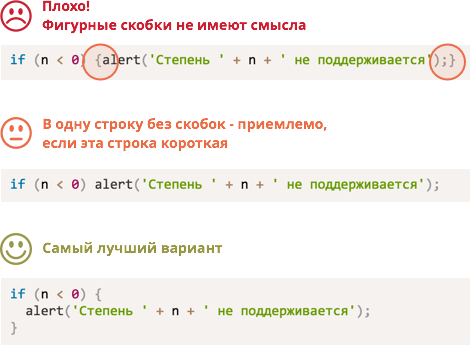 Плохо!
Фигурные скобки не имеют смысла
if (n < 0) {alert('Степень ' + n + ' не поддерживается');}
В одну строку без скобок - приемлемо,
если эта строка короткая
if (n < 0) alert('Степень ' + n + ' не поддерживается');
Самый лучший вариант
if (n < 0) {
  alert('Степень ' + n + ' не поддерживается');
}